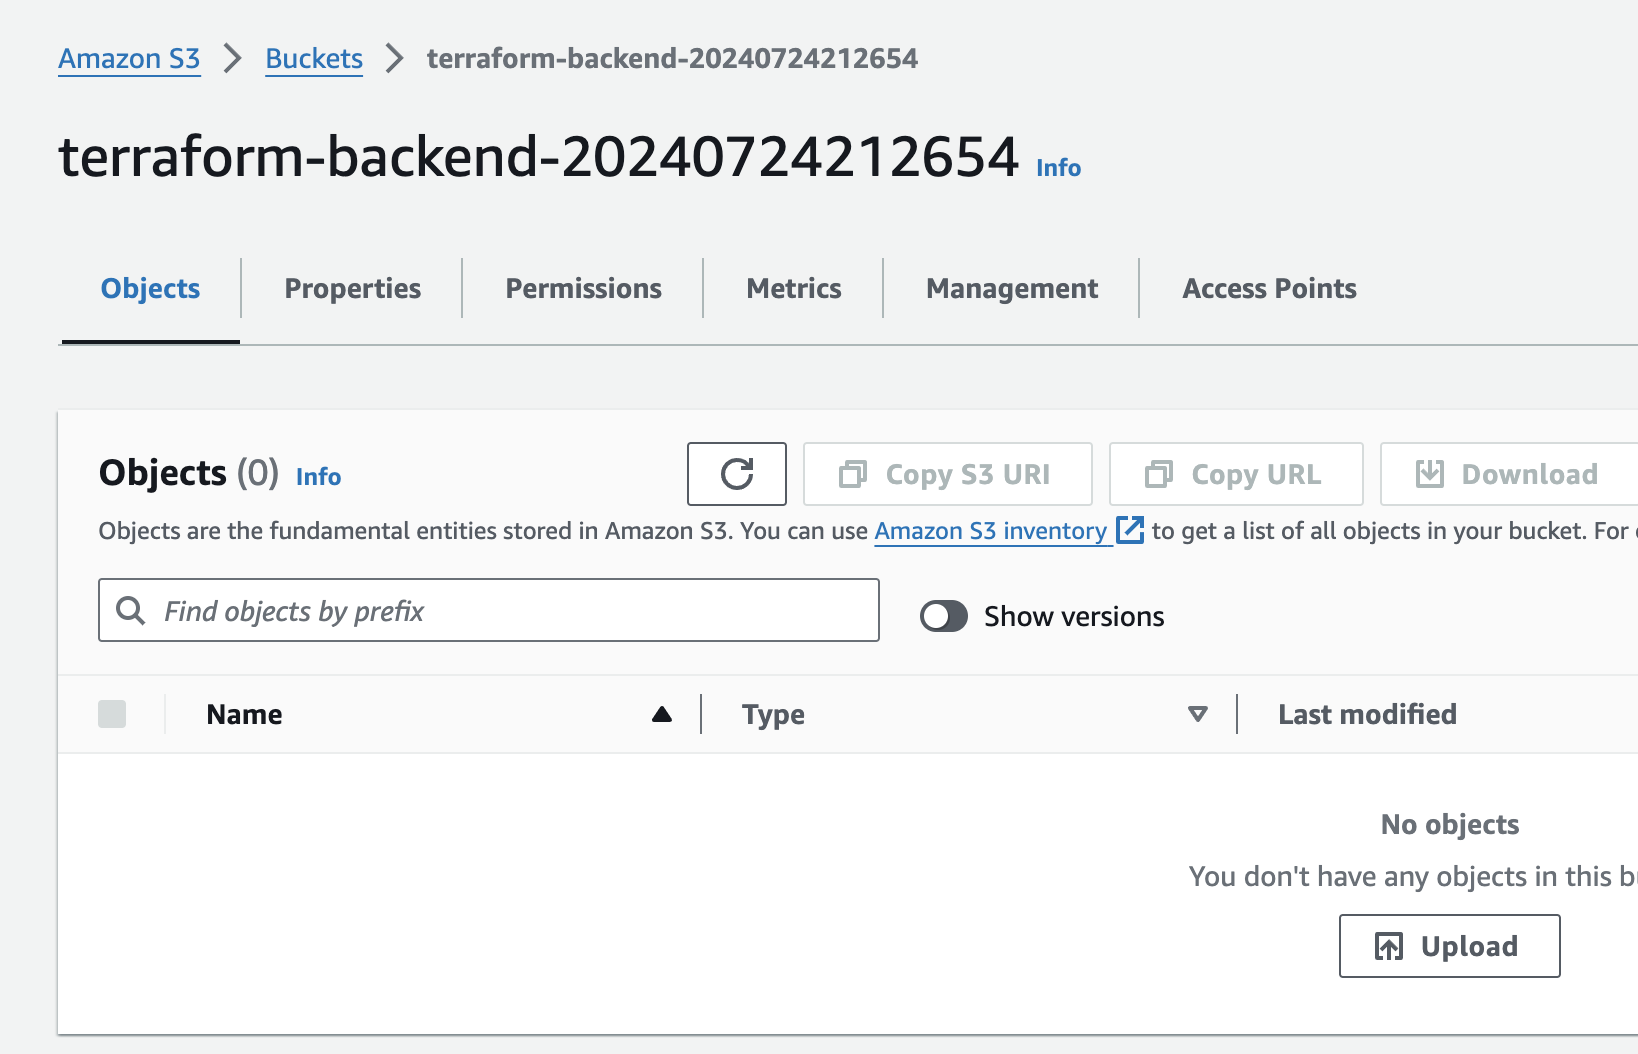 Amazon S3 > Buckets > terraform-backend-20240724212654
terraform-backend-20240724212654 Info
Objects Properties Permissions Metrics Management Access Points
Objects (0) Info Copy S3 URI Copy URL Download
Objects are the fundamental entities stored in Amazon S3. You can use Amazon S3 inventory to get a list of all objects in your bucket. For
Find objects by prefix Show versions
Name Type Last modified
No objects
You don't have any objects in this
Upload